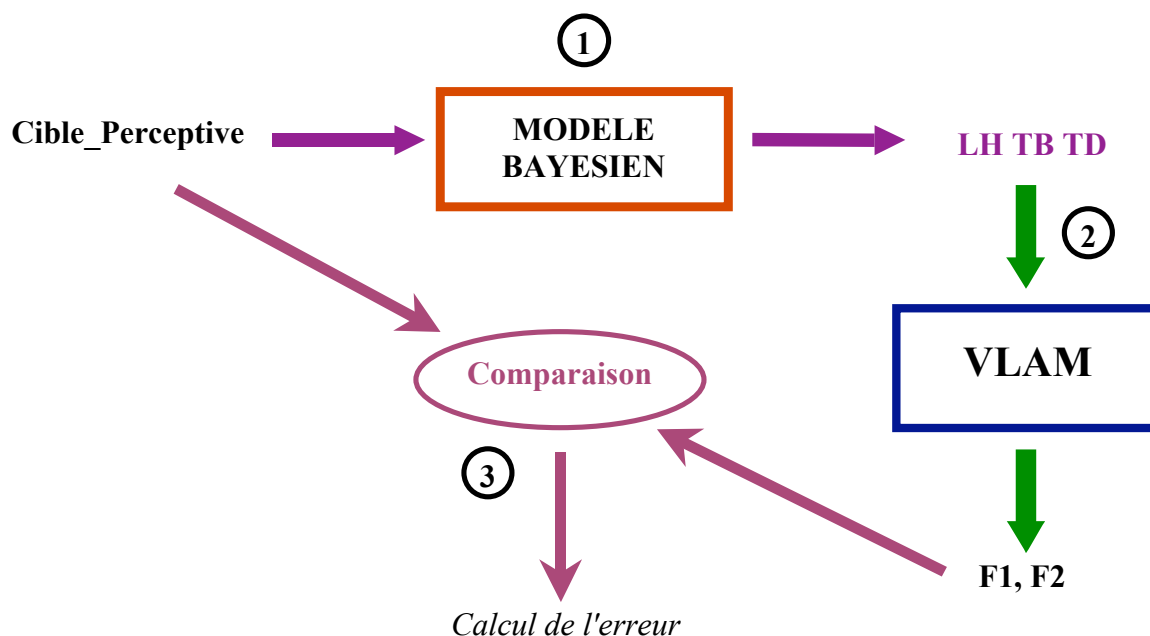 1
Cible_Perceptive
MODELE
BAYESIEN
LH TB TD
2
VLAM
Comparaison
3
F1, F2
Calcul de l'erreur